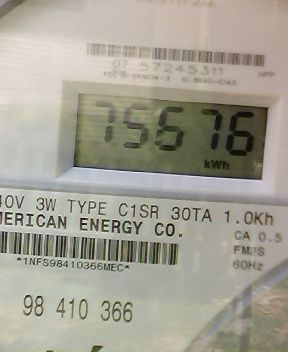 07 57245311
75676
kWh
40V 3W TYPE C1SR 30TA 1.0Kh
MERICAN ENERGY CO.
CA 0.5
FM2S
60Hz
*1NFS98410366MEC*
98 410 366